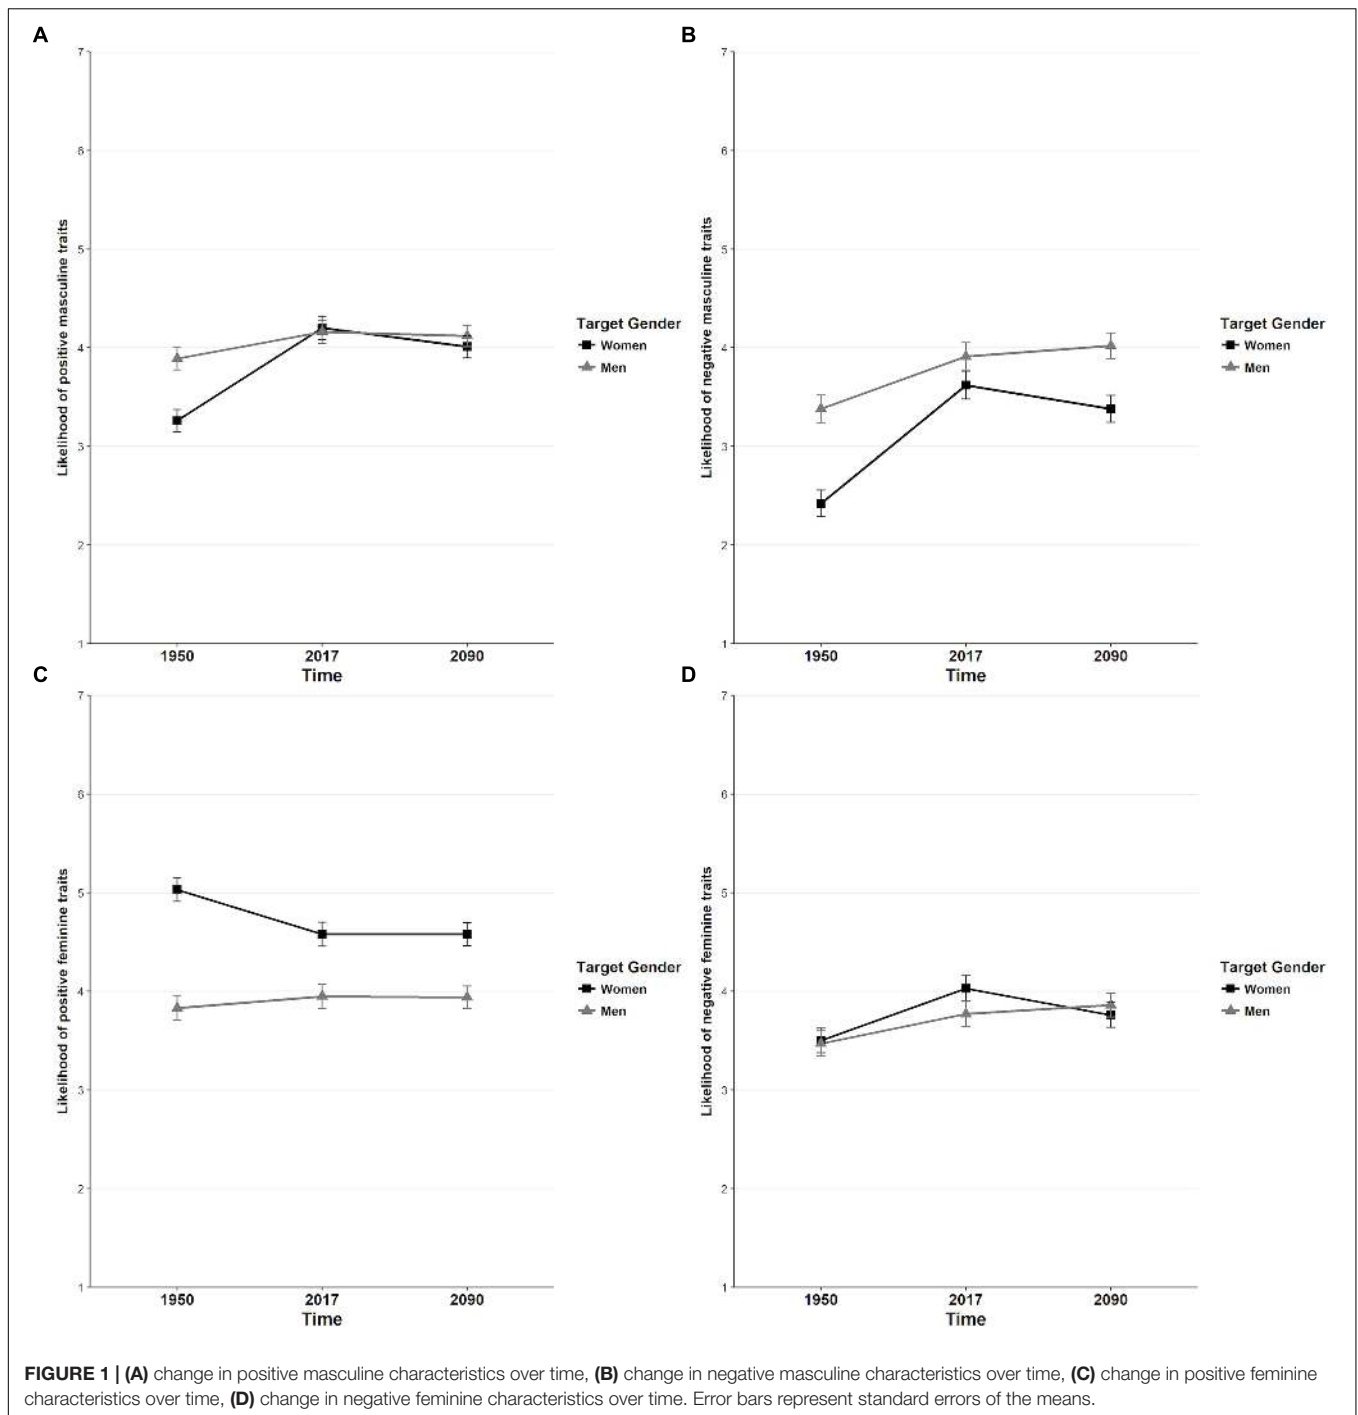 A
7
6
5
4
3
2
1
Likelihood of positive masculine traits
1950
2017
2090
Time
Target Gender
Women
Men
B
7
6
5
4
3
2
1
Likelihood of negative masculine traits
1950
2017
2090
Time
Target Gender
Women
Men
C
7
6
5
4
3
2
1
Likelihood of positive feminine traits
1950
2017
2090
Time
Target Gender
Women
Men
D
7
6
5
4
3
2
1
Likelihood of negative feminine traits
1950
2017
2090
Time
Target Gender
Women
Men
FIGURE 1 | (A) change in positive masculine characteristics over time, (B) change in negative masculine characteristics over time, (C) change in positive feminine
characteristics over time, (D) change in negative feminine characteristics over time. Error bars represent standard errors of the means.